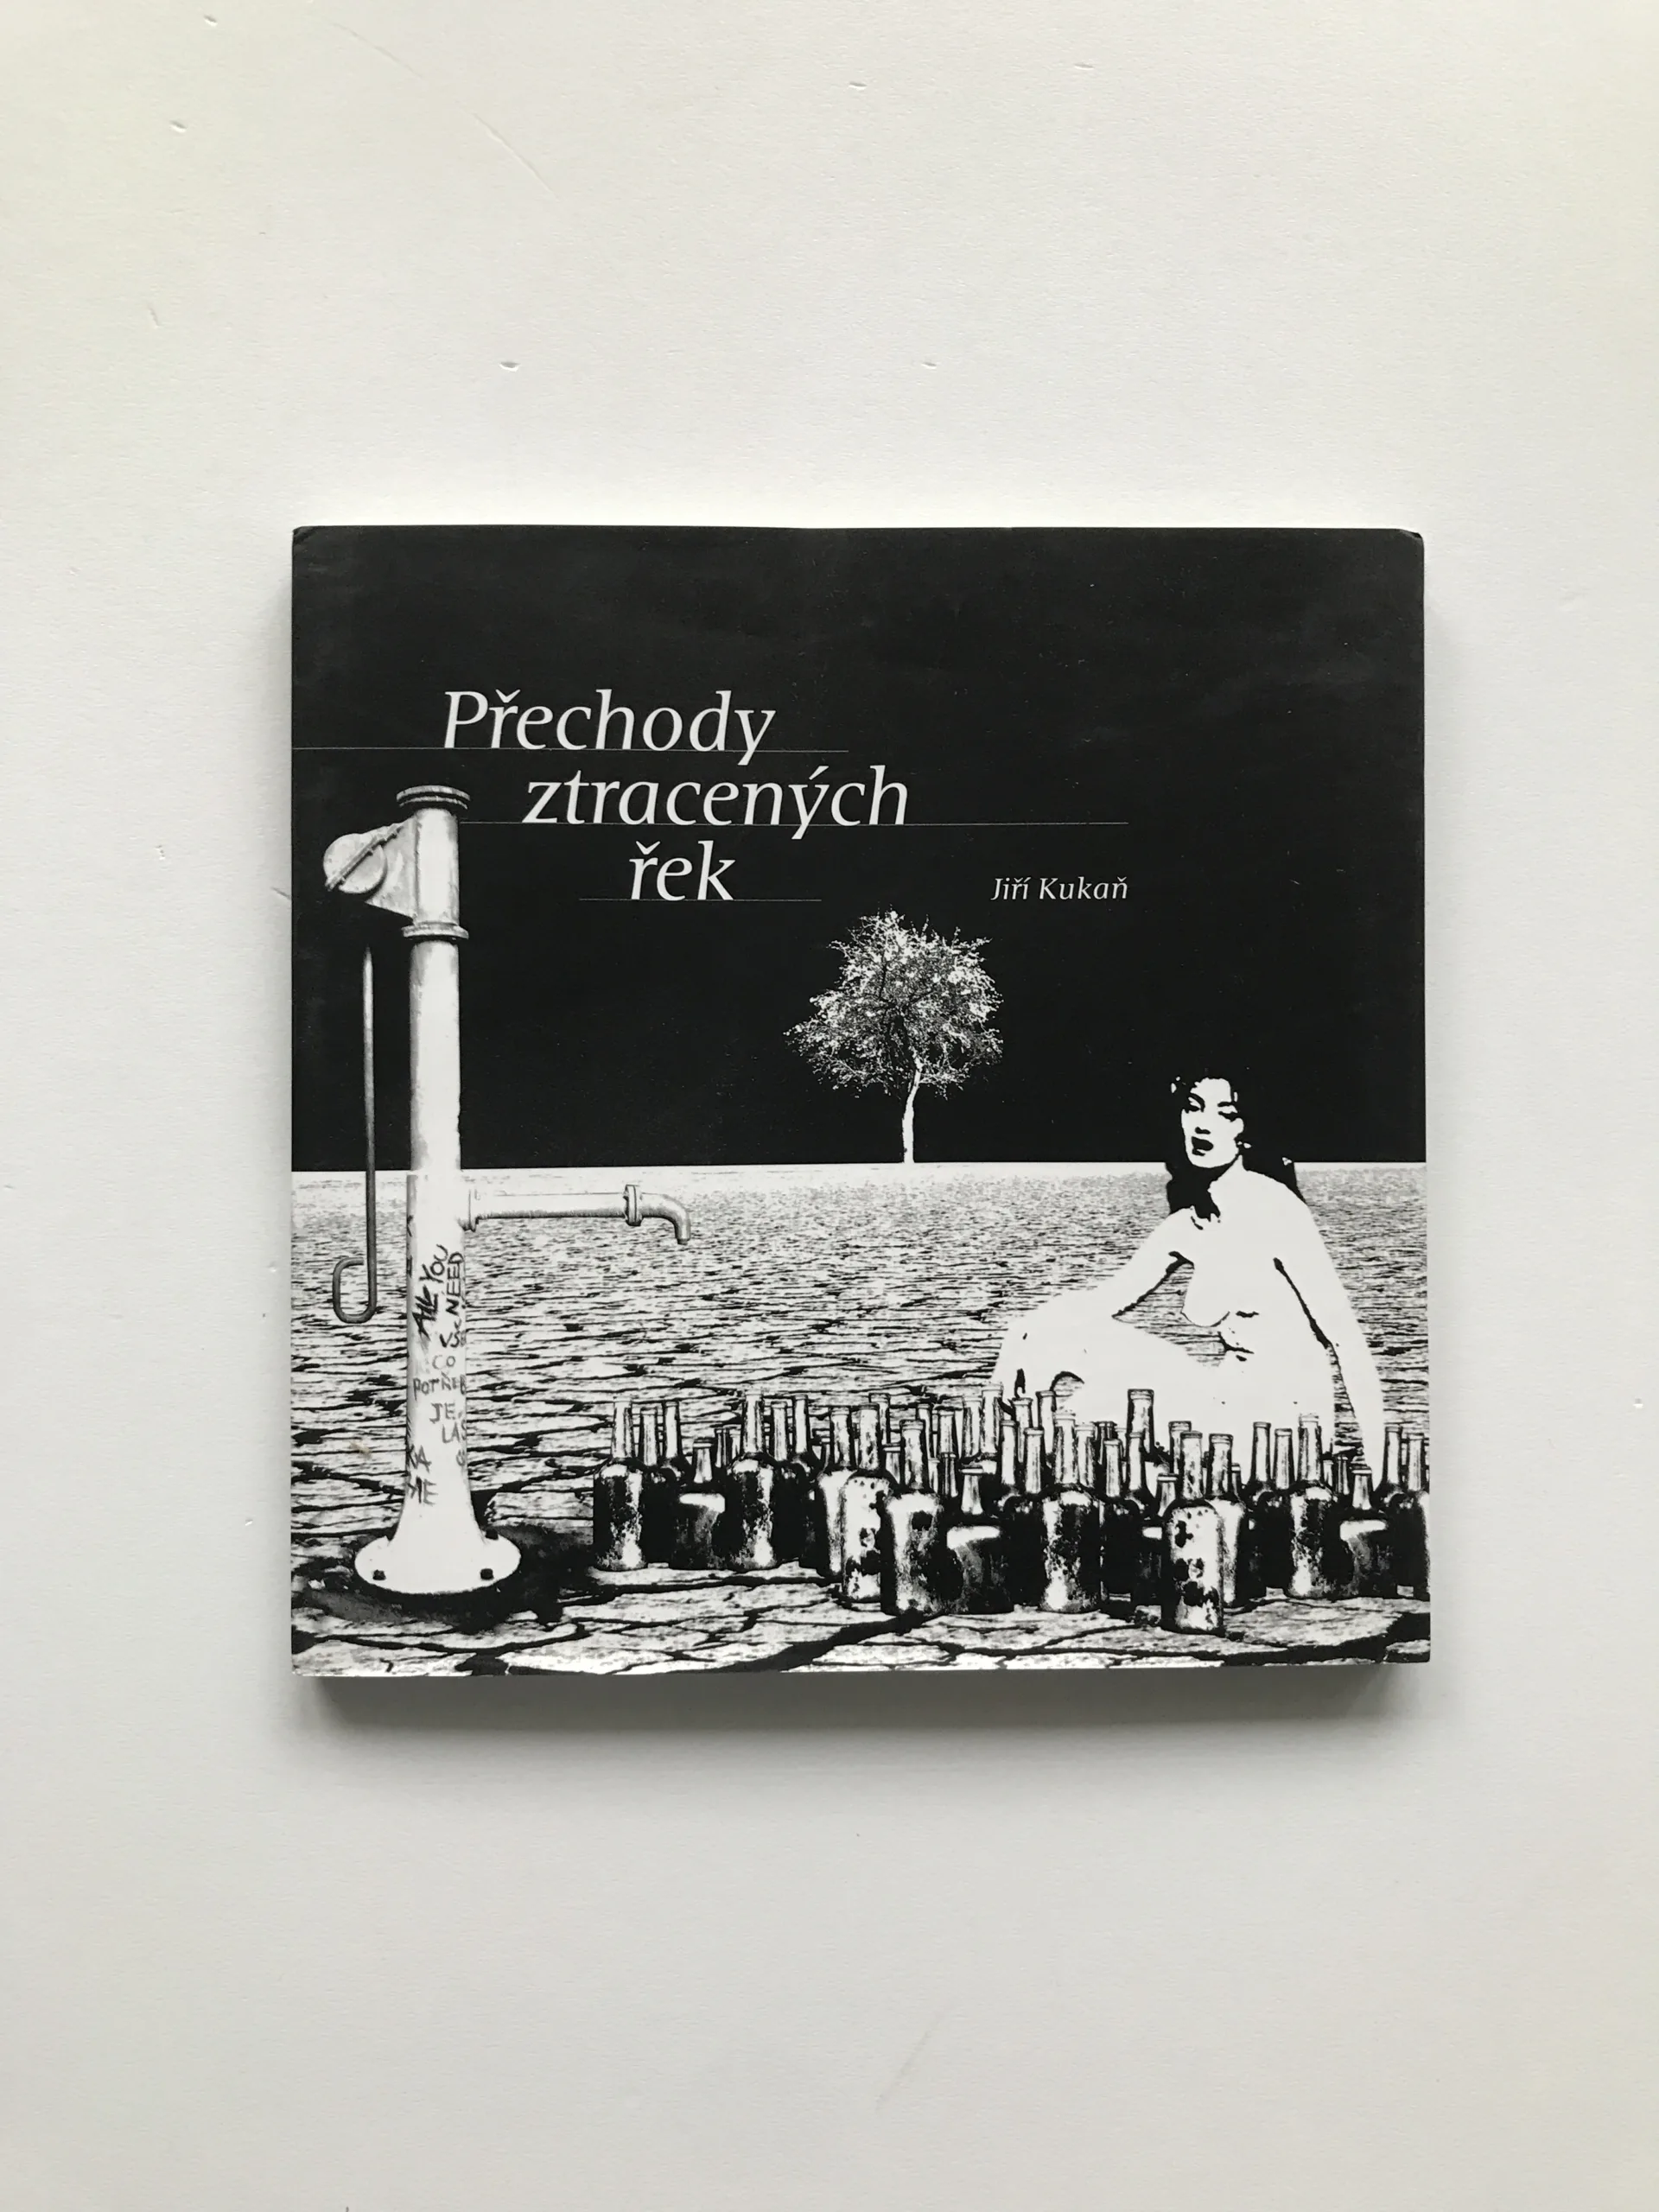 Přechody
ztracených
řek
Jiří Kukaň
ALL YOU
NEED
CO
JE